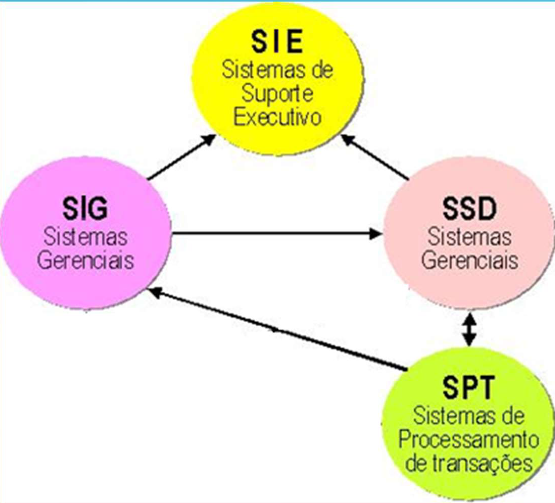 SIE
Sistemas de
Suporte
Executivo
SIG
Sistemas
Gerenciais
SSD
Sistemas
Gerenciais
SPT
Sistemas de
Processamento
de transações